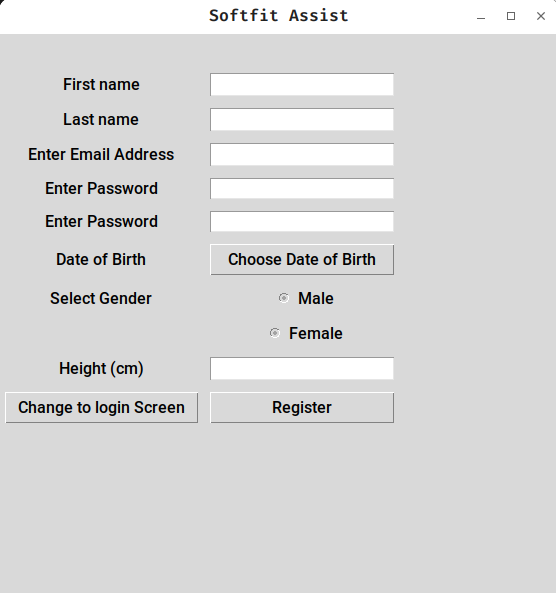 Softfit Assist
First name
Last name
Enter Email Address
Enter Password
Enter Password
Date of Birth Choose Date of Birth
Select Gender Male
Female
Height (cm)
Change to login Screen Register